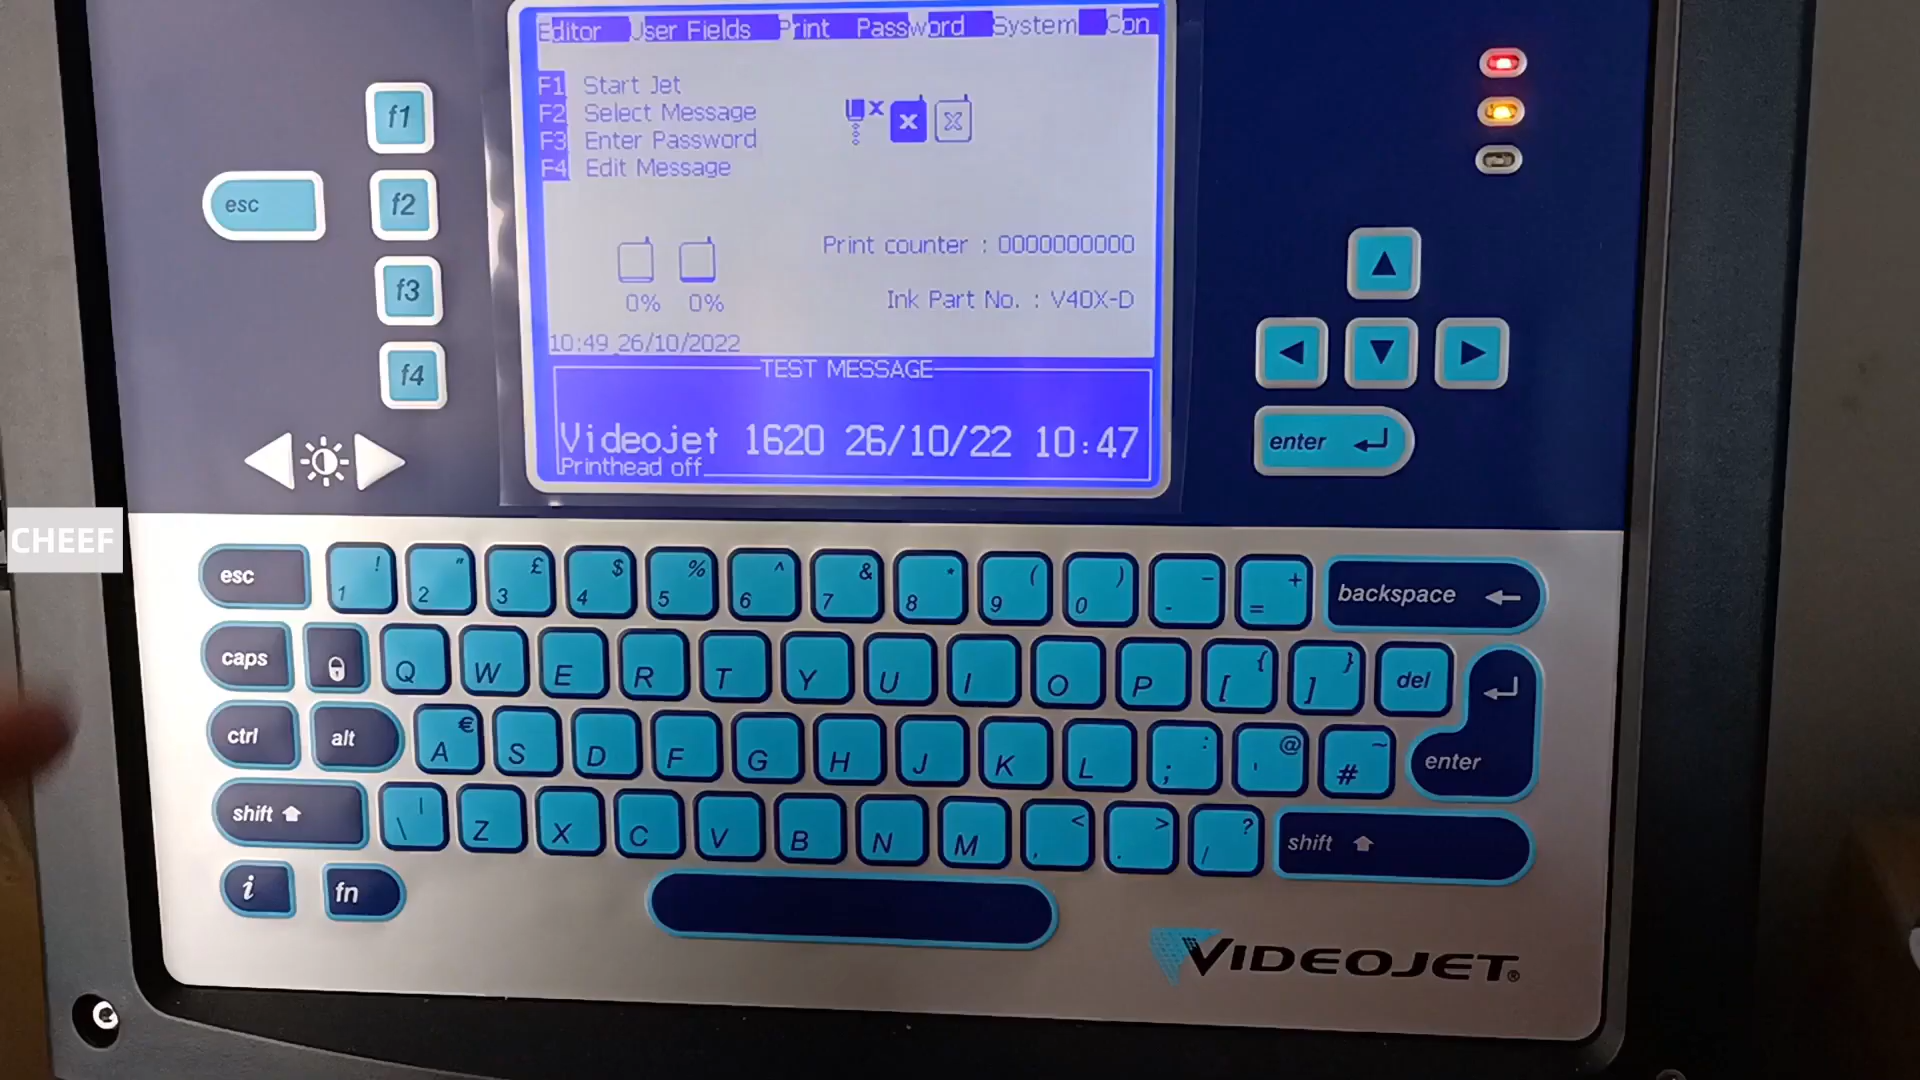 Editor User Fields Print Password System Con
F1 Start Jet
F2 Select Message
F3 Enter Password
F4 Edit Message
Print counter : 0000000000
0% 0%
Ink Part No. : V40X-D
10:49 26/10/2022
TEST MESSAGE
Videojet 1620 26/10/22 10:47
Printhead off
f1
f2
f3
f4
esc
enter
CHEEF
esc 1 ! 2 " 3 £ 4 $ 5 % 6 ^ 7 & 8 * 9 ( 0 ) - _ = + backspace
caps Q W E R T Y U I O P [ { ] } del
ctrl alt A € S D F G H J K L ; : ' @ # ~ enter
shift \ | Z X C V B N M , < . > / ? shift
i fn
VIDEOJET®